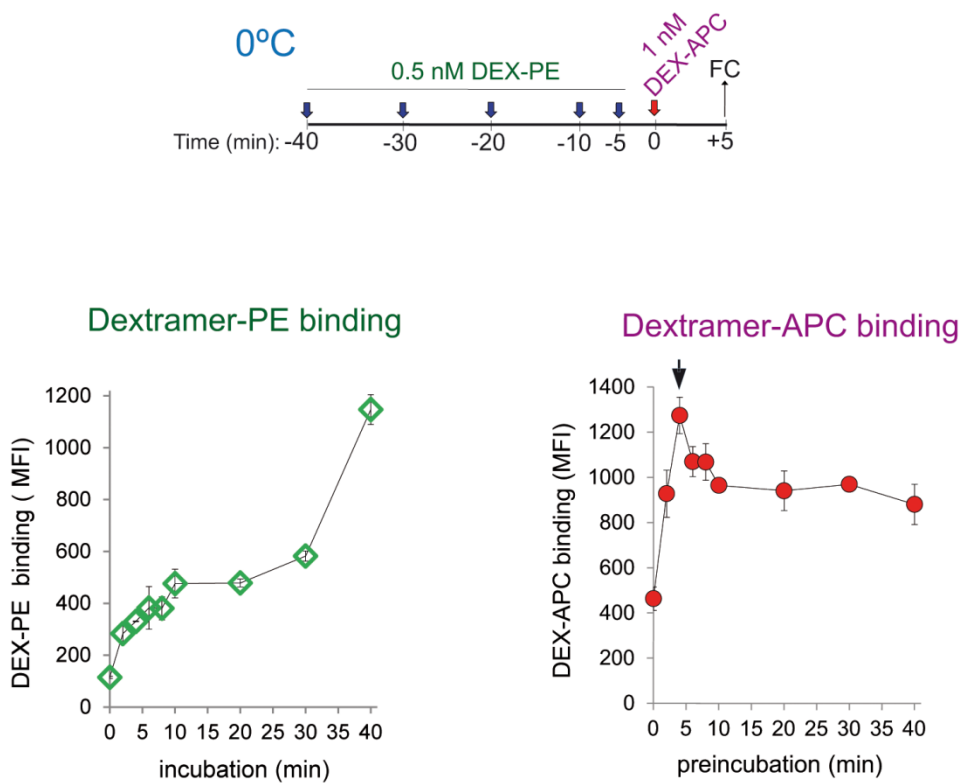 0ºC
0.5 nM DEX-PE
1 nM
DEX-APC
FC
Time (min): -40 -30 -20 -10 -5 0 +5
Dextramer-PE binding
DEX-PE binding ( MFI)
1200
1000
800
600
400
200
0
0 5 10 15 20 25 30 35 40
incubation (min)
Dextramer-APC binding
DEX-APC binding (MFI)
1400
1200
1000
800
600
400
200
0
0 5 10 15 20 25 30 35 40
preincubation (min)